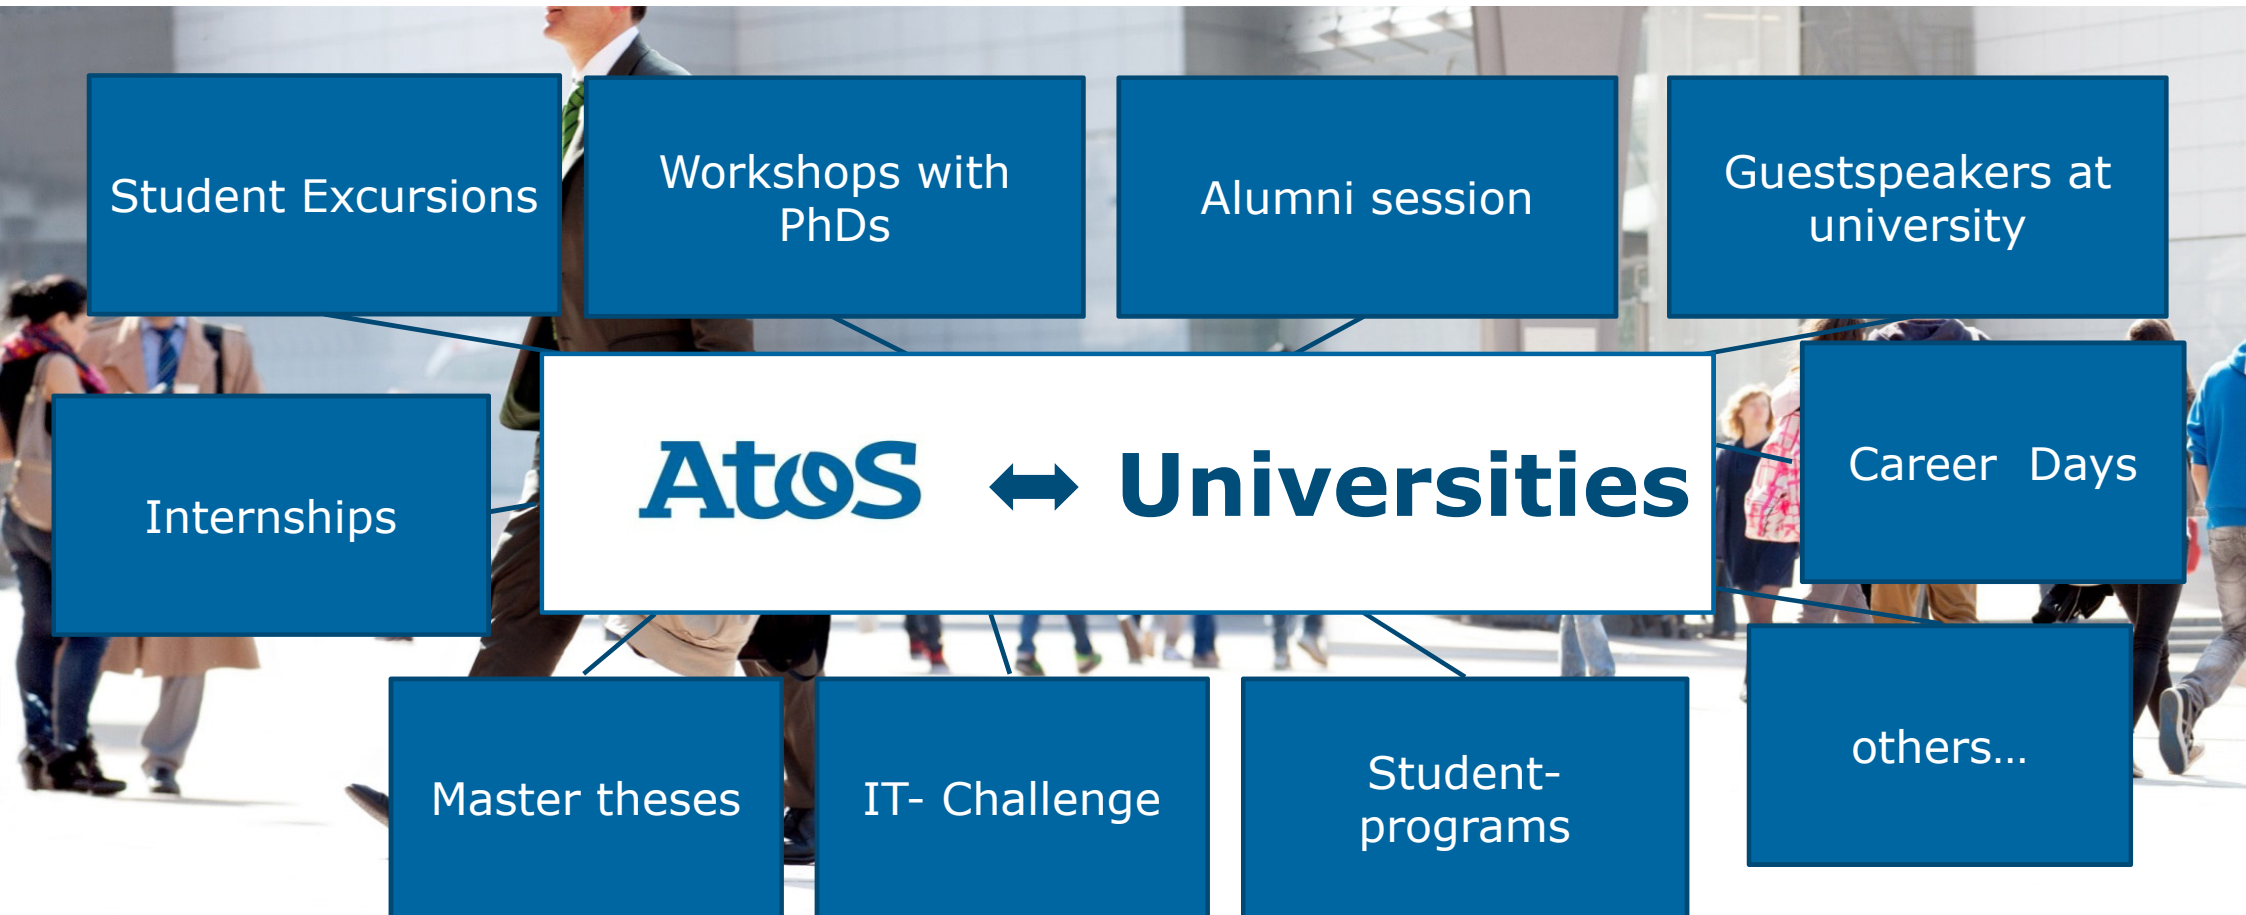 Student Excursions
Workshops with
PhDs
Alumni session
Guestspeakers at
university
Internships
Atos ↔ Universities
Career  Days
Master theses
IT- Challenge
Student-
programs
others...